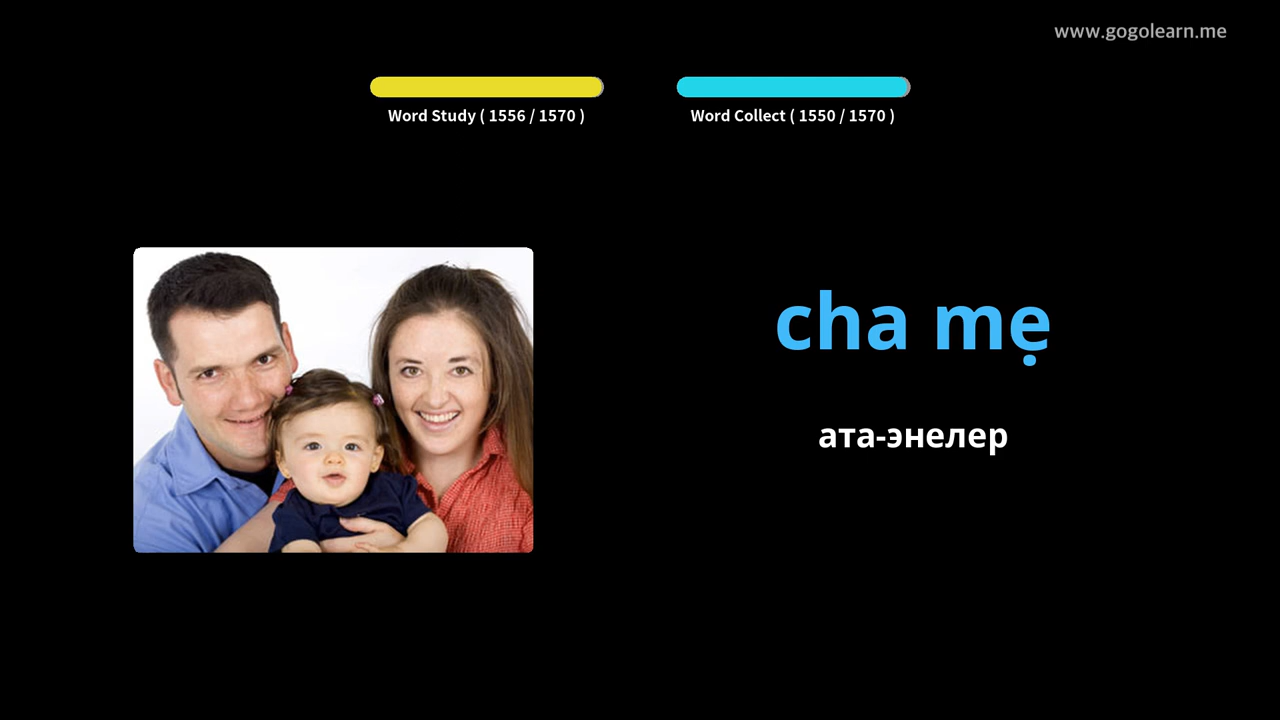 www.gogolearn.me
Word Study ( 1556 / 1570 )
Word Collect ( 1550 / 1570 )
cha mẹ
ата-энелер